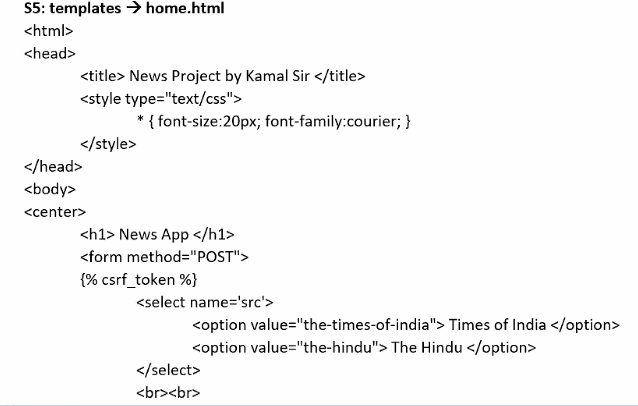 S5: templates → home.html
<html>
<head>
<title> News Project by Kamal Sir </title>
<style type="text/css">
* { font-size:20px; font-family:courier; }
</style>
</head>
<body>
<center>
<h1> News App </h1>
<form method="POST">
{% csrf_token %}
<select name='src'>
<option value="the-times-of-india"> Times of India </option>
<option value="the-hindu"> The Hindu </option>
</select>
<br><br>